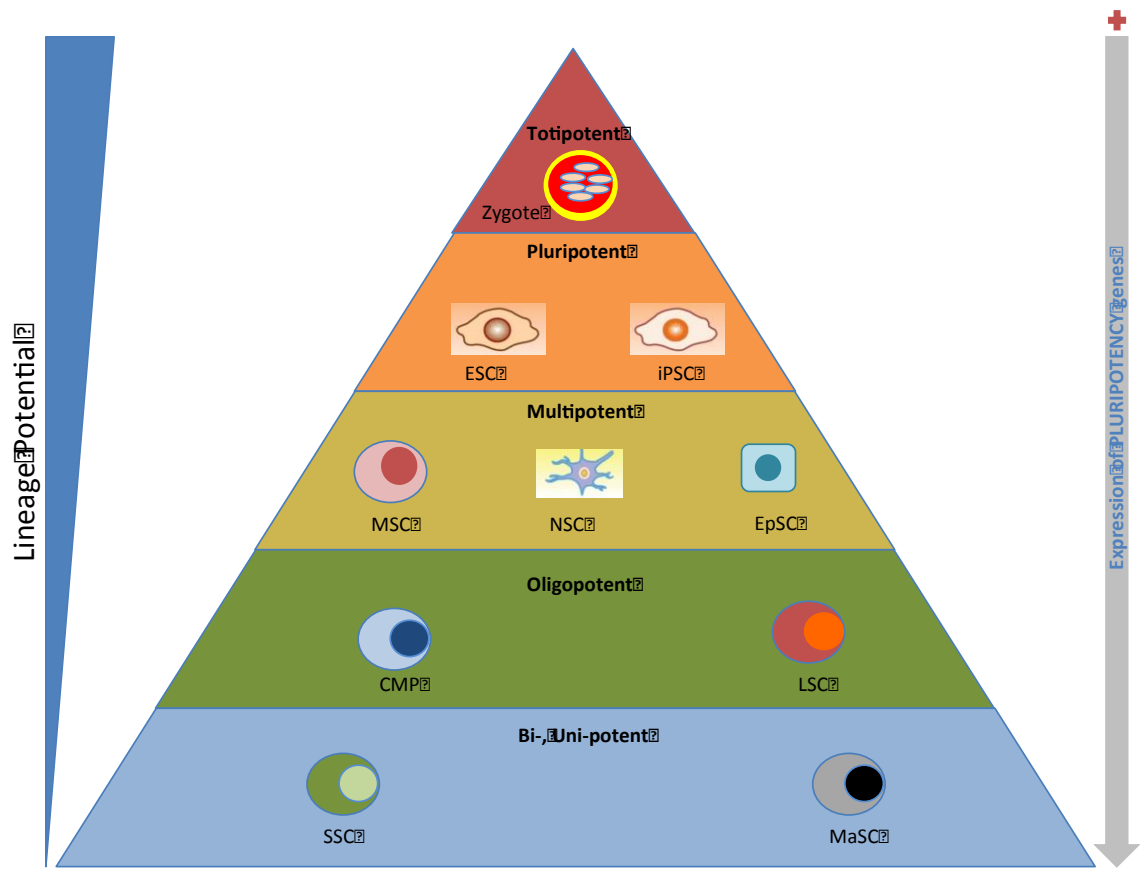 Totipotent
Zygote
Pluripotent
ESC
iPSC
Multipotent
MSC
NSC
EpSC
Oligopotent
CMP
LSC
Bi-, Uni-potent
SSC
MaSC
Lineage Potential
Expression of PLURIPOTENCY genes